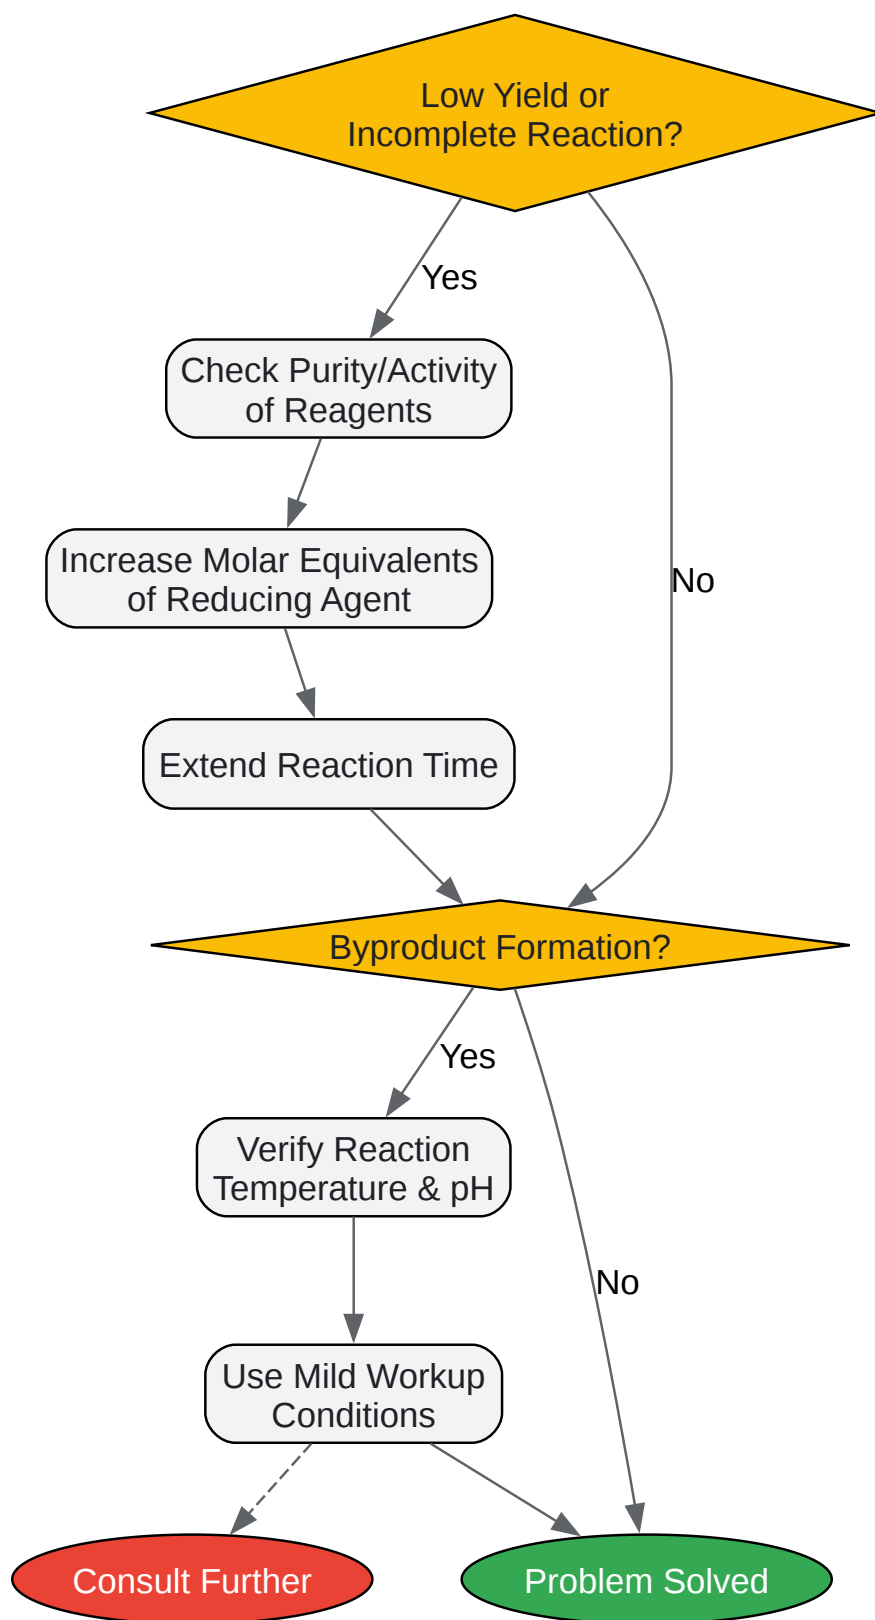 Low Yield or
Incomplete Reaction?
Yes
Check Purity/Activity
of Reagents
Increase Molar Equivalents
of Reducing Agent
No
Extend Reaction Time
Byproduct Formation?
Yes
Verify Reaction
Temperature & pH
No
Use Mild Workup
Conditions
Consult Further
Problem Solved